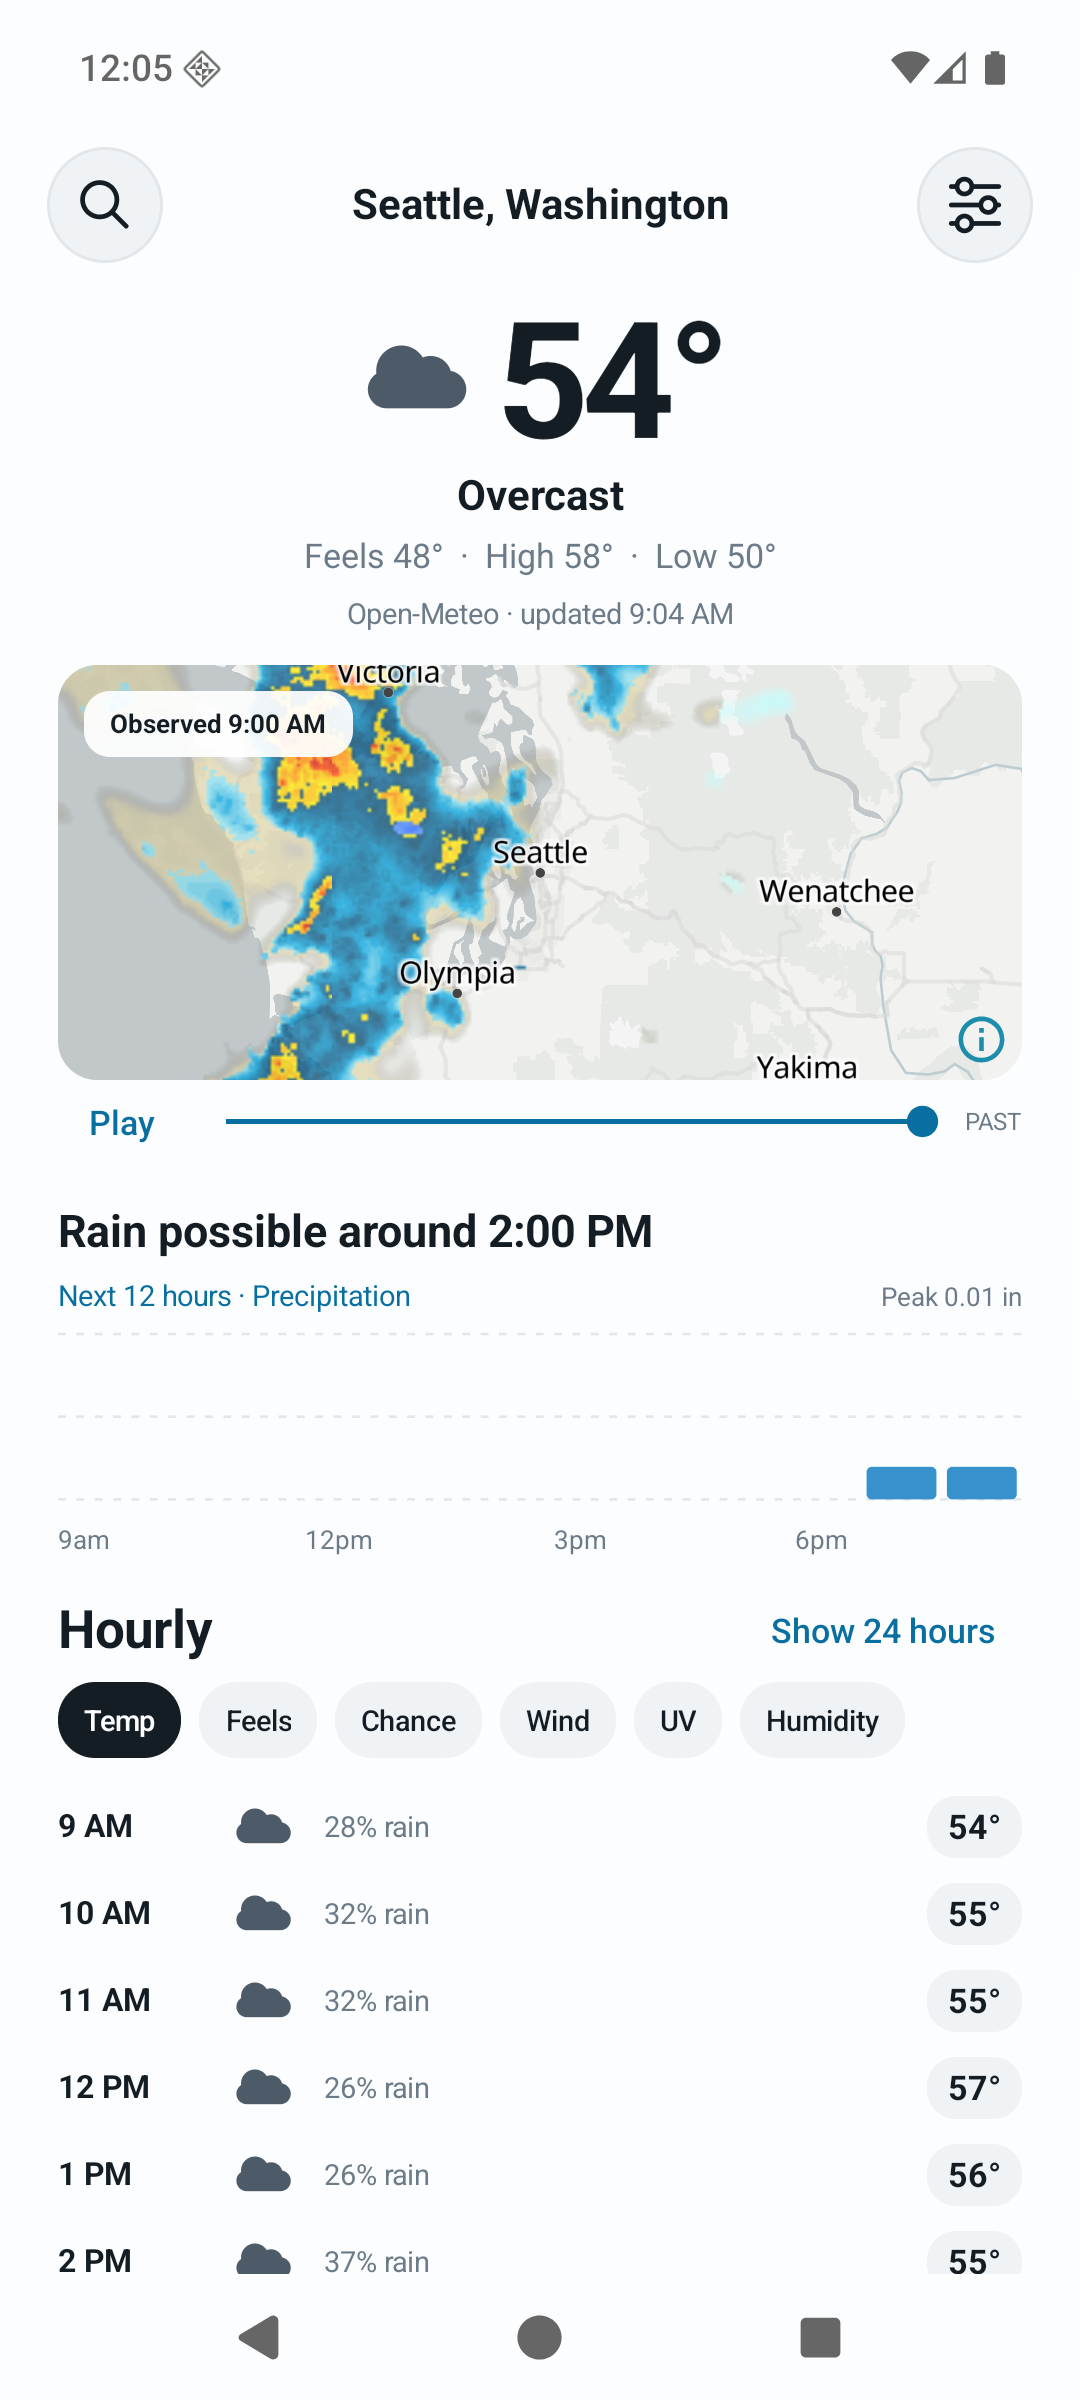 12:05
Seattle, Washington
54°
Overcast
Feels 48° · High 58° · Low 50°
Open-Meteo · updated 9:04 AM
Victoria
Observed 9:00 AM
Seattle
Wenatchee
Olympia
Yakima
Play
PAST
Rain possible around 2:00 PM
Next 12 hours · Precipitation
Peak 0.01 in
9am 12pm 3pm 6pm
Hourly
Show 24 hours
Temp Feels Chance Wind UV Humidity
9 AM 28% rain 54°
10 AM 32% rain 55°
11 AM 32% rain 55°
12 PM 26% rain 57°
1 PM 26% rain 56°
2 PM 37% rain 55°